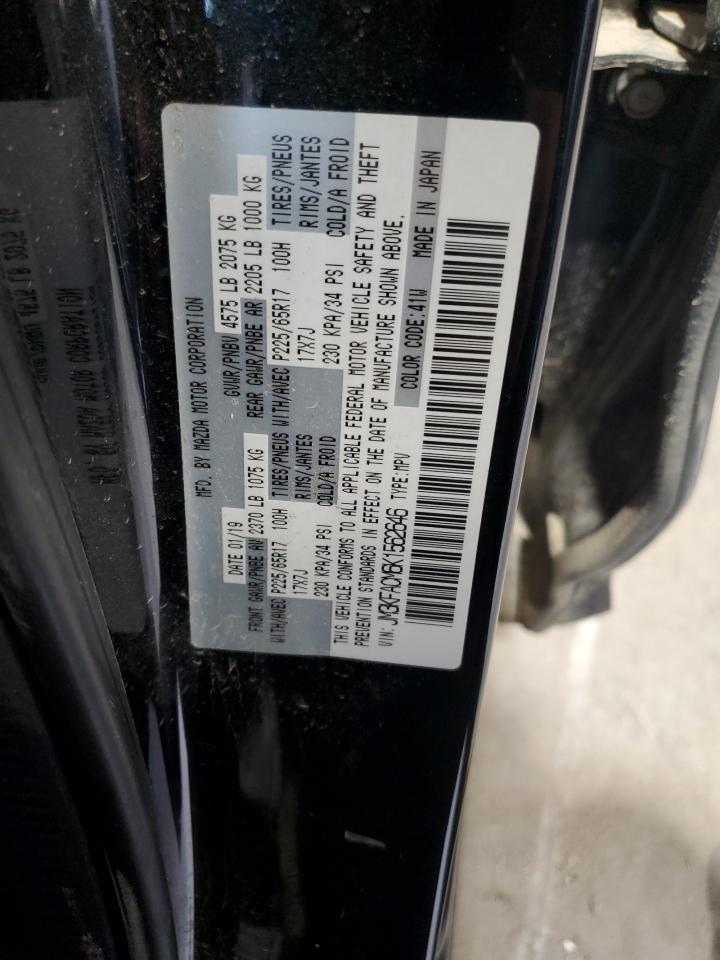 MFD. BY MAZDA MOTOR CORPORATION
DATE 01/19 GVWR/PNBV 4575 LB 2075 KG
FRONT GAWR/PNBE AV 2370 LB 1075 KG REAR GAWR/PNBE AR 2205 LB 1000 KG
WITH/AVEC P225/65R17 100H TIRES/PNEUS WITH/AVEC P225/65R17 100H TIRES/PNEUS
17X7J RIMS/JANTES 17X7J RIMS/JANTES
230 KPA/34 PSI COLD/A FROID 230 KPA/34 PSI COLD/A FROID
THIS VEHICLE CONFORMS TO ALL APPLICABLE FEDERAL MOTOR VEHICLE SAFETY AND THEFT
PREVENTION STANDARDS IN EFFECT ON THE DATE OF MANUFACTURE SHOWN ABOVE.
VIN: JM3KFACM6K1562646 TYPE:MPV COLOR CODE:41W MADE IN JAPAN